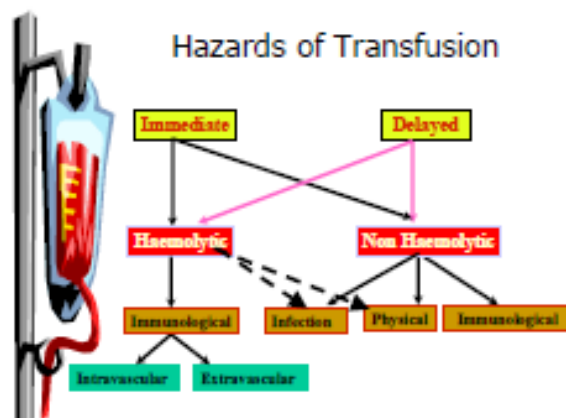 Hazards of Transfusion
Immediate Delayed
Haemolytic Non Haemolytic
Immunological Infection Physical Immunological
Intravascular Extravascular